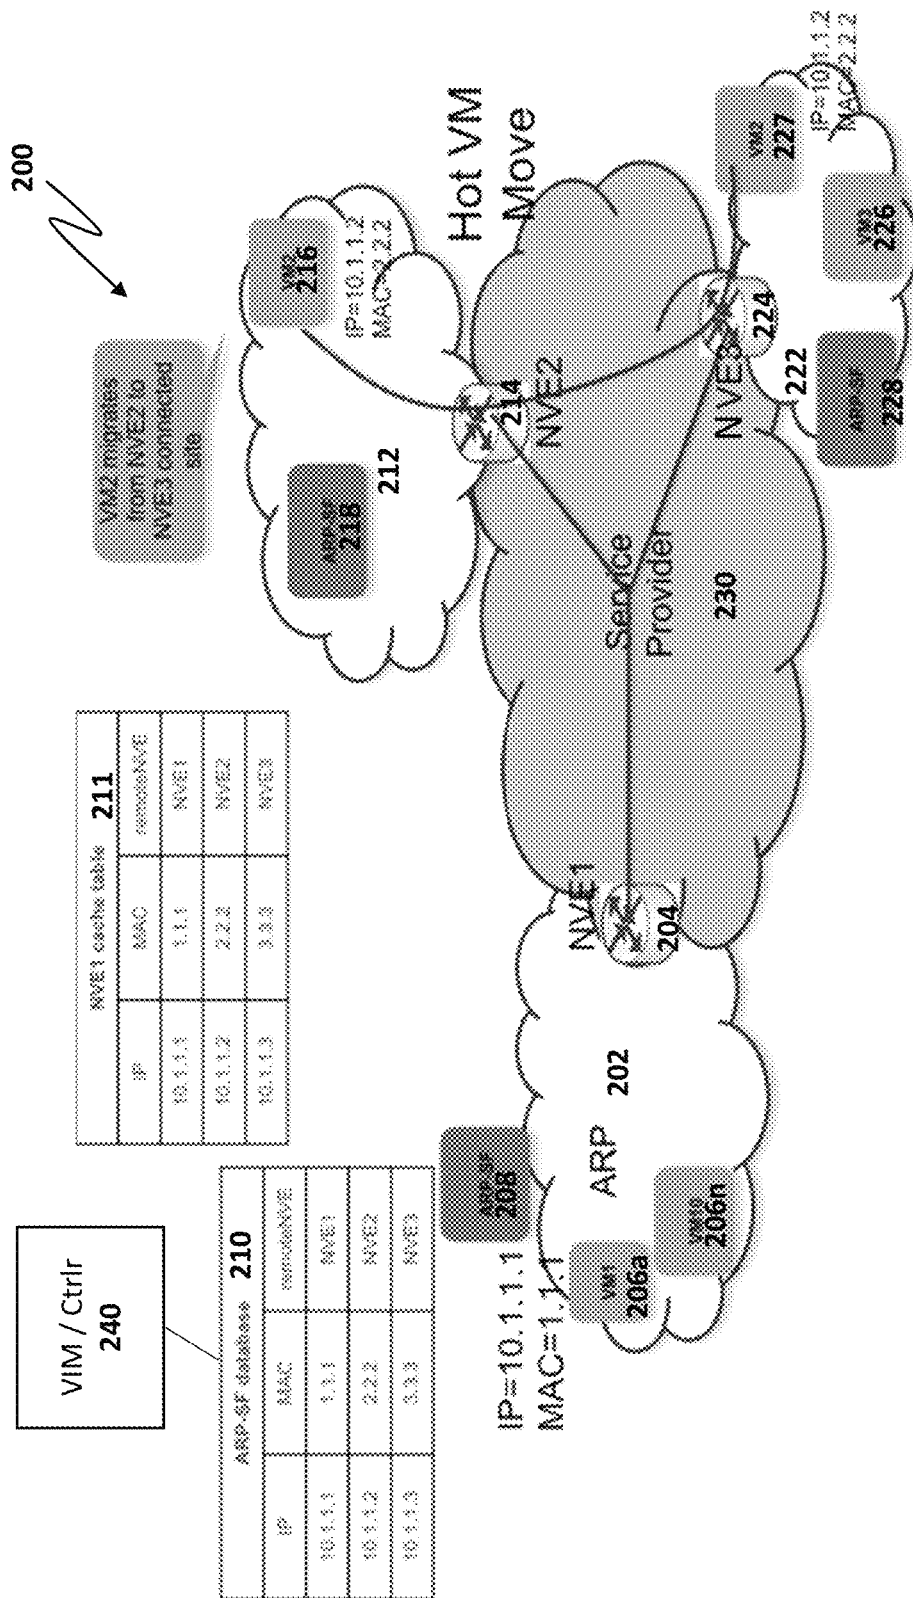 200
VIM / Ctrlr
240
ARP-SF database 210
IP MAC remoteNVE
10.1.1.1 1.1.1 NVE1
10.1.1.2 2.2.2 NVE2
10.1.1.3 3.3.3 NVE3
NVE1 cache table 211
IP MAC remoteNVE
10.1.1.1 1.1.1 NVE1
10.1.1.2 2.2.2 NVE2
10.1.1.3 3.3.3 NVE3
VM2 migrates
from NVE2 to
NVE3 connected
site
ARP-SF
218
212
VM2
216
IP=10.1.1.2
MAC=2.2.2
Hot VM
Move
214
NVE2
ARP-SF
208
IP=10.1.1.1
MAC=1.1.1
VM1
206a
ARP
202
206n
NVE1
204
Service
Provider
230
NVE3
224
222
ARP-SF
228
VM3
226
VM2
227
IP=10.1.1.2
MAC=2.2.2